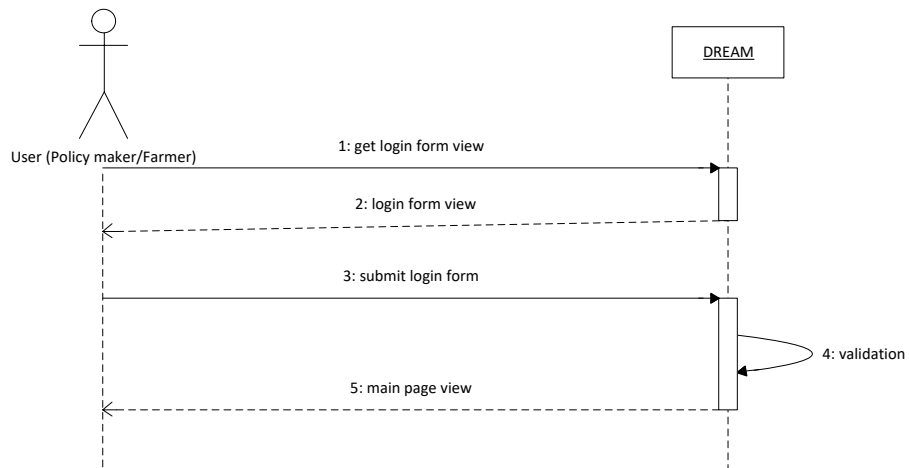 DREAM
User (Policy maker/Farmer)
1: get login form view
2: login form view
3: submit login form
4: validation
5: main page view